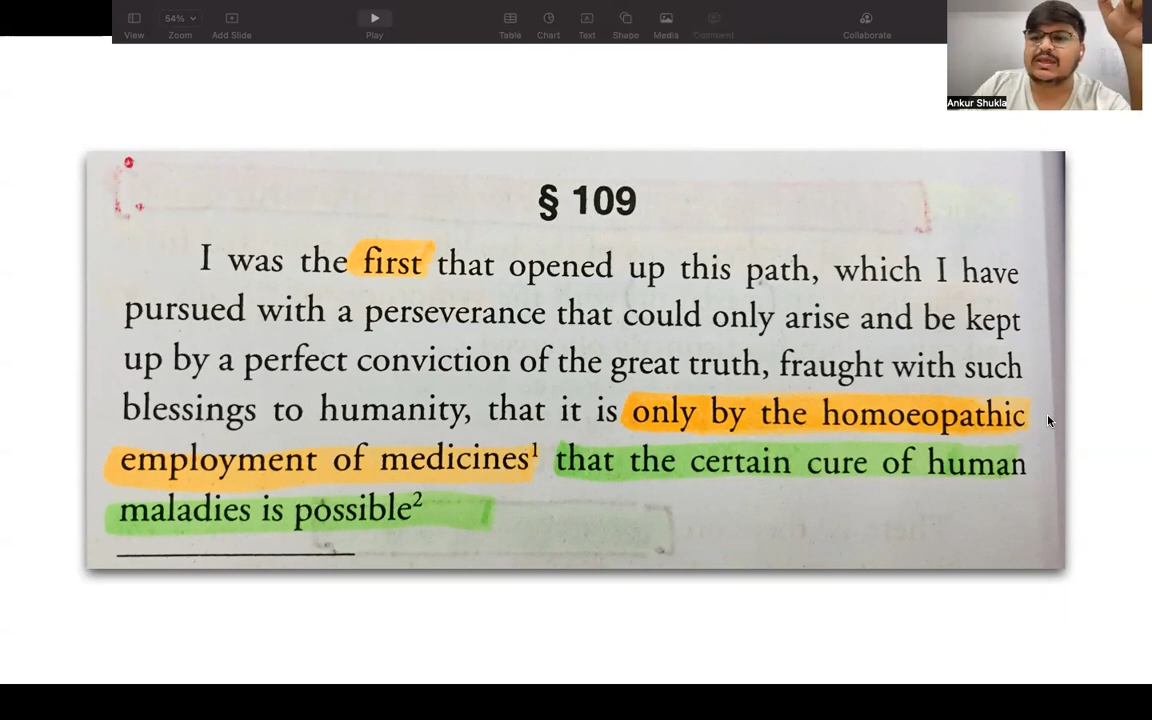 54%
View
Zoom
Add Slide
Play
Table
Chart
Text
Shape
Media
Comment
Collaborate
Ankur Shukla
§ 109
I was the first that opened up this path, which I have
pursued with a perseverance that could only arise and be kept
up by a perfect conviction of the great truth, fraught with such
blessings to humanity, that it is only by the homoeopathic
employment of medicines¹ that the certain cure of human
maladies is possible²